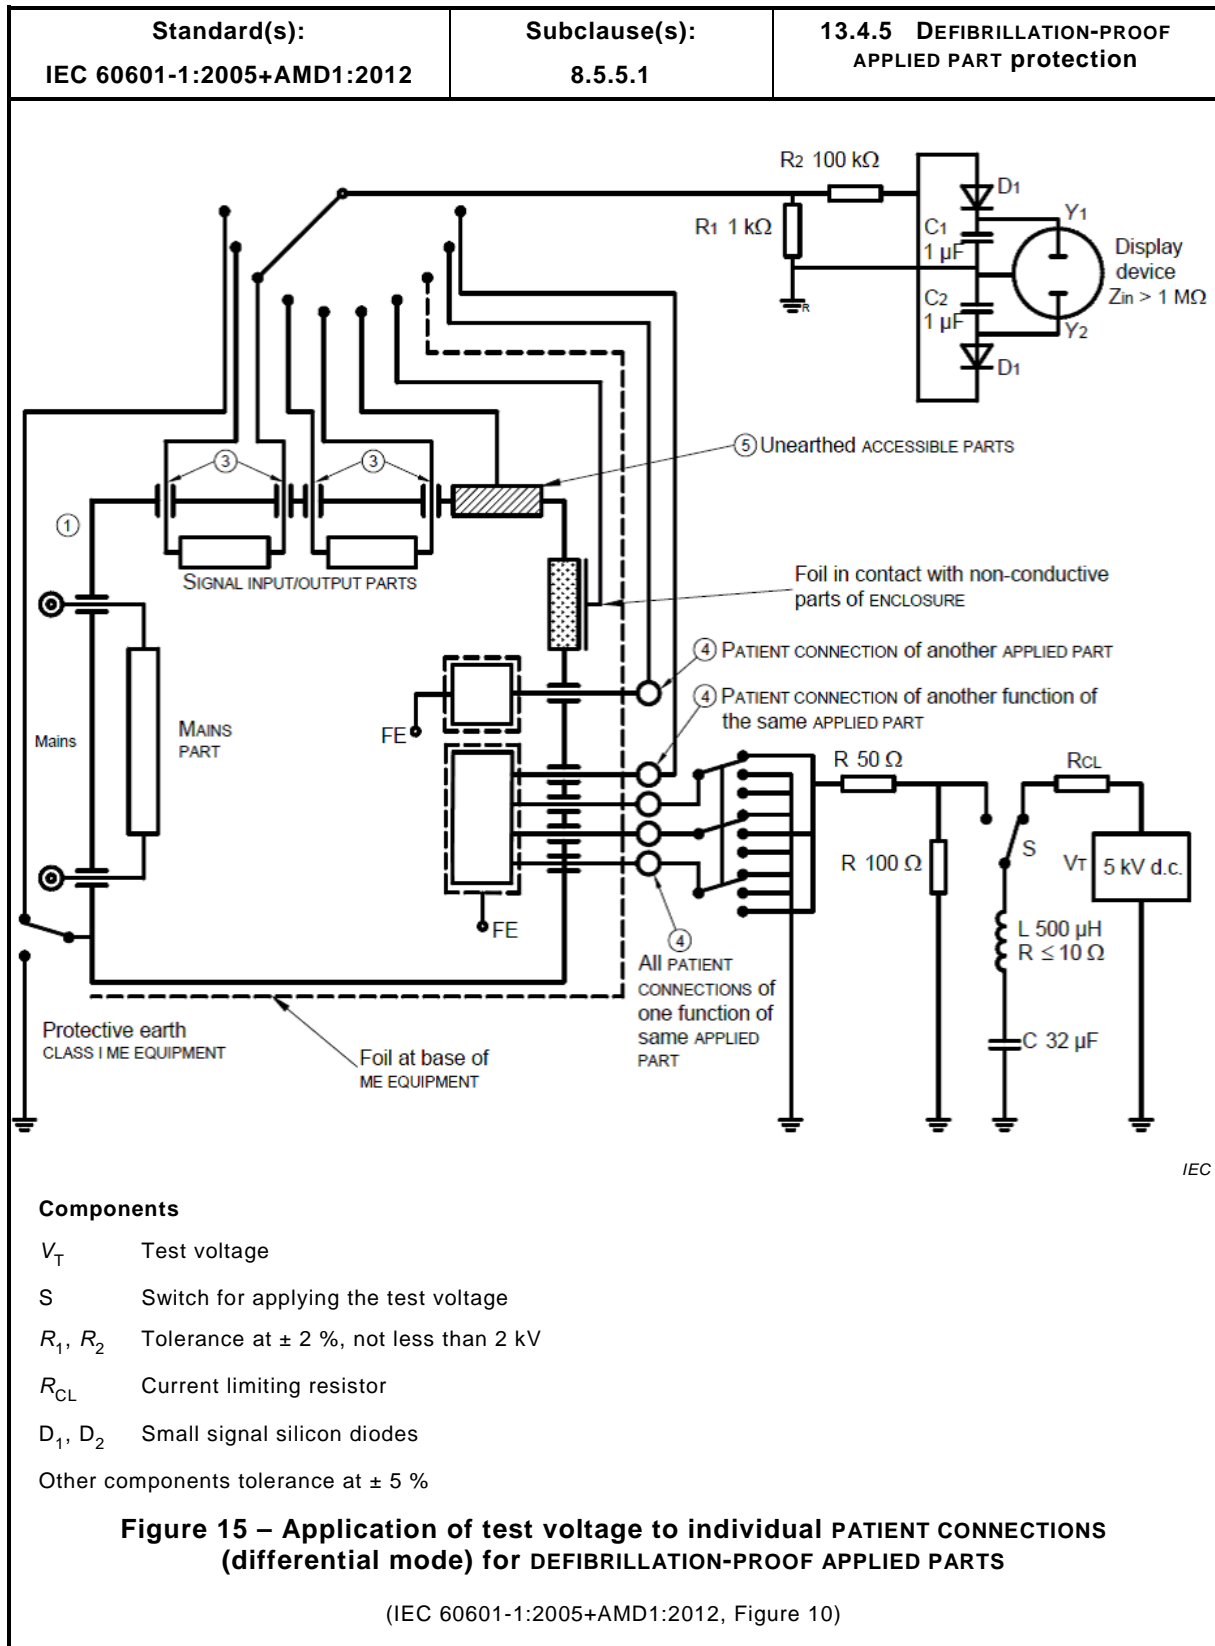 Standard(s):
IEC 60601-1:2005+AMD1:2012
Subclause(s):
8.5.5.1
13.4.5 DEFIBRILLATION-PROOF
APPLIED PART protection
R2 100 kΩ
D1
R1 1 kΩ
C1
1 µF
Y1
Display
device
Zin > 1 MΩ
R
C2
1 µF
Y2
D1
5 Unearthed ACCESSIBLE PARTS
3
3
1
SIGNAL INPUT/OUTPUT PARTS
Foil in contact with non-conductive
parts of ENCLOSURE
4 PATIENT CONNECTION of another APPLIED PART
4 PATIENT CONNECTION of another function of
the same APPLIED PART
FE
Mains
MAINS
PART
R 50 Ω
RCL
R 100 Ω
S
VT
5 kV d.c.
FE
L 500 µH
R ≤ 10 Ω
4
All PATIENT
CONNECTIONS of
one function of
same APPLIED
PART
C 32 µF
Protective earth
CLASS I ME EQUIPMENT
Foil at base of
ME EQUIPMENT
IEC
Components
VT Test voltage
S Switch for applying the test voltage
R1, R2 Tolerance at ± 2 %, not less than 2 kV
RCL Current limiting resistor
D1, D2 Small signal silicon diodes
Other components tolerance at ± 5 %
Figure 15 – Application of test voltage to individual PATIENT CONNECTIONS
(differential mode) for DEFIBRILLATION-PROOF APPLIED PARTS
(IEC 60601-1:2005+AMD1:2012, Figure 10)